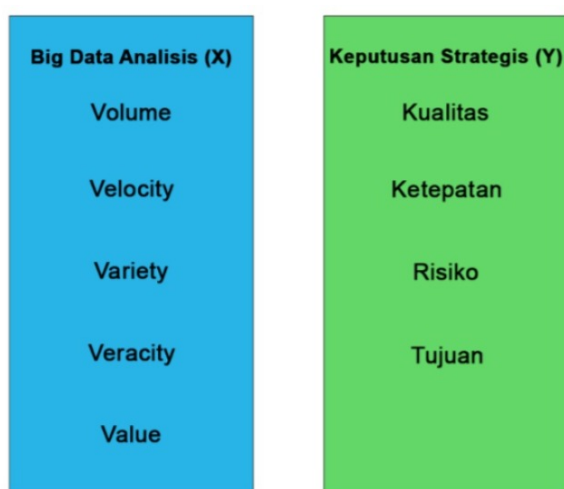 Big Data Analisis (X)
Volume
Velocity
Variety
Veracity
Value
Keputusan Strategis (Y)
Kualitas
Ketepatan
Risiko
Tujuan